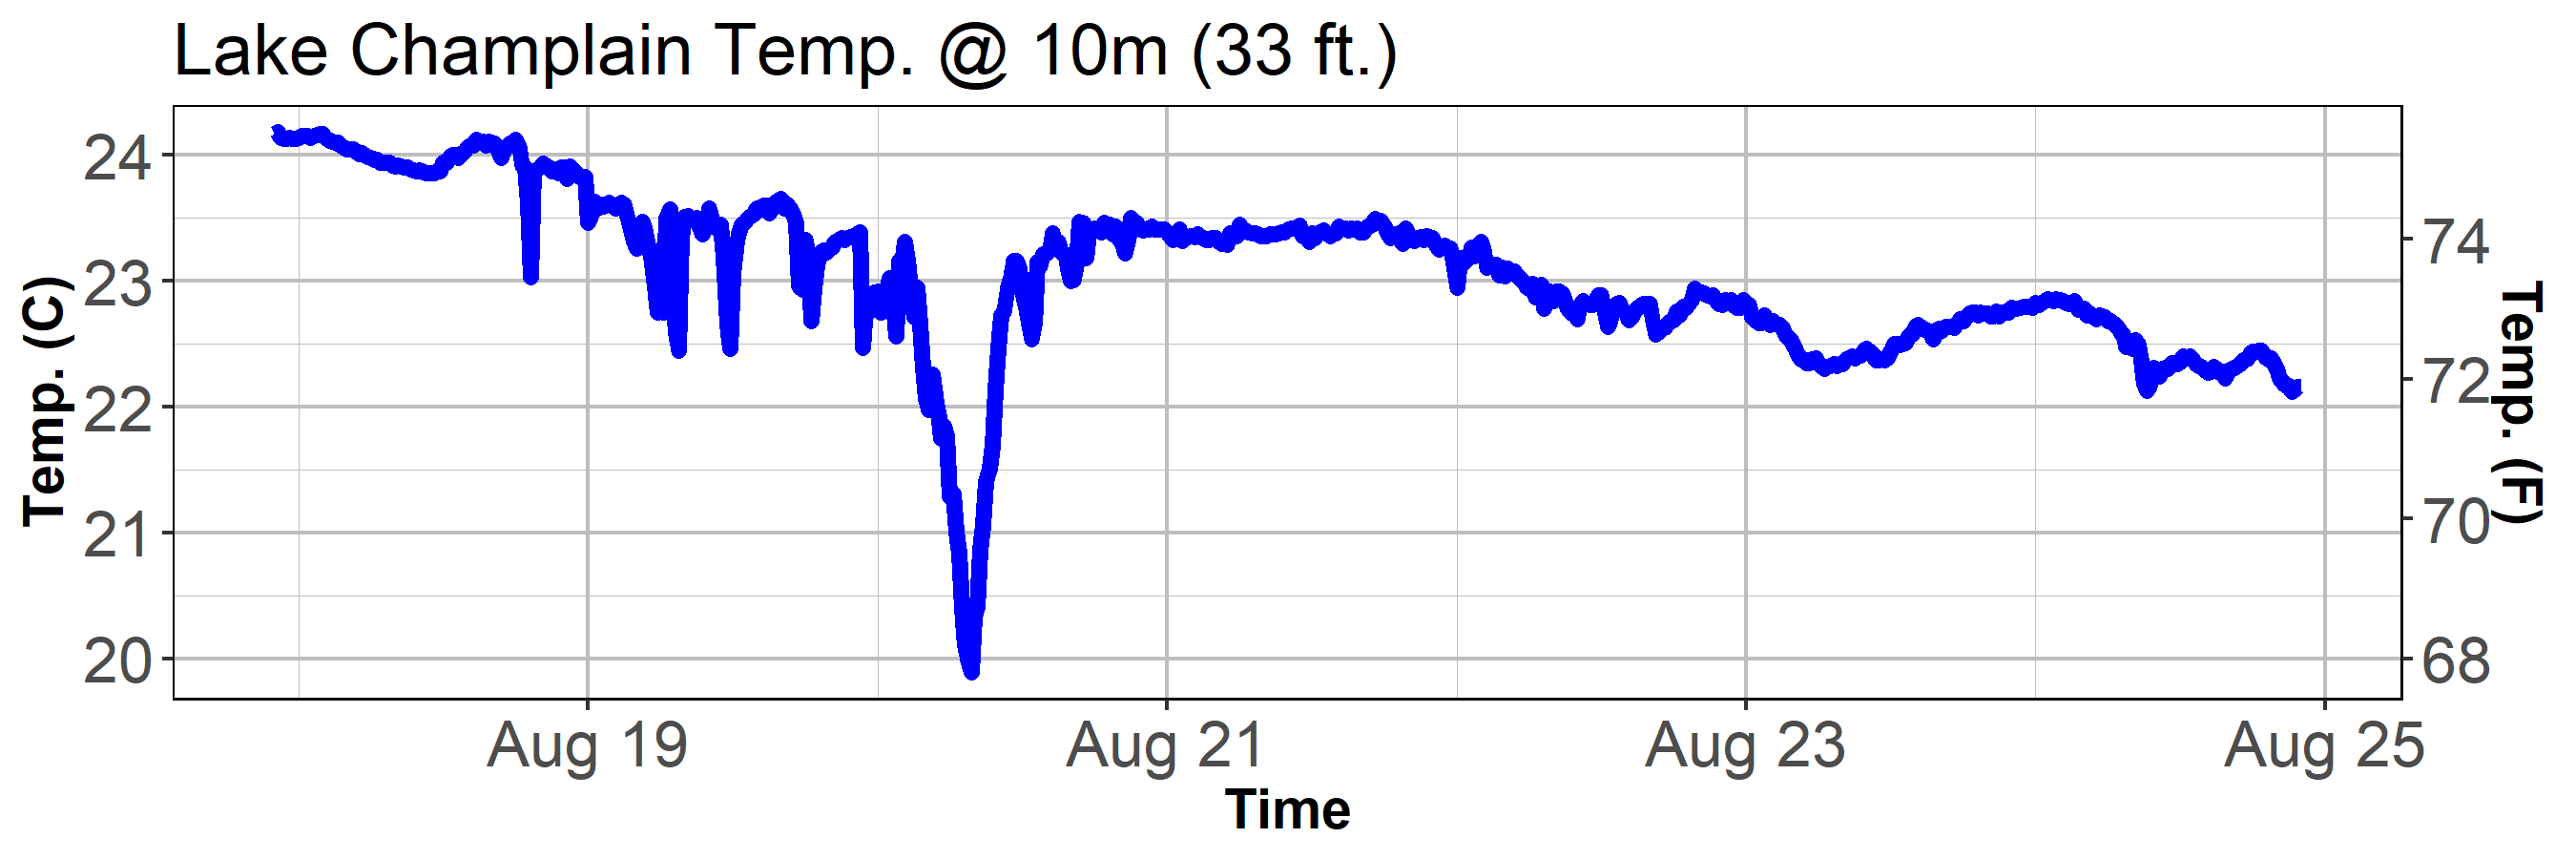 Lake Champlain Temp. @ 10m (33 ft.)
Temp. (C)
24
23
22
21
20
74
72
70
68
Temp. (F)
Aug 19 Aug 21 Aug 23 Aug 25
Time